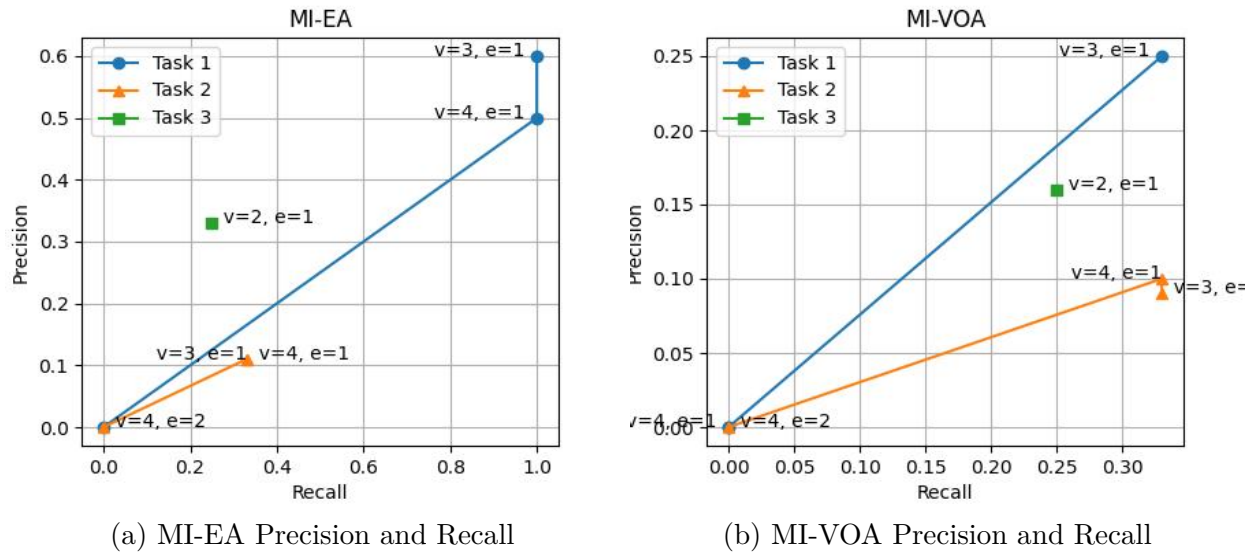 MI-EA
Task 1
Task 2
Task 3
v=3, e=1
v=4, e=1
v=2, e=1
v=3, e=1
v=4, e=1
v=4, e=2
0.6
0.5
0.4
0.3
0.2
0.1
0.0
0.0
0.2
0.4
0.6
0.8
1.0
Precision
Recall
(a) MI-EA Precision and Recall
MI-VOA
Task 1
Task 2
Task 3
v=3, e=1
v=2, e=1
v=4, e=1
v=3, e=
v=4, e=1
v=4, e=2
0.25
0.20
0.15
0.10
0.05
0.00
0.00
0.05
0.10
0.15
0.20
0.25
0.30
Precision
Recall
(b) MI-VOA Precision and Recall